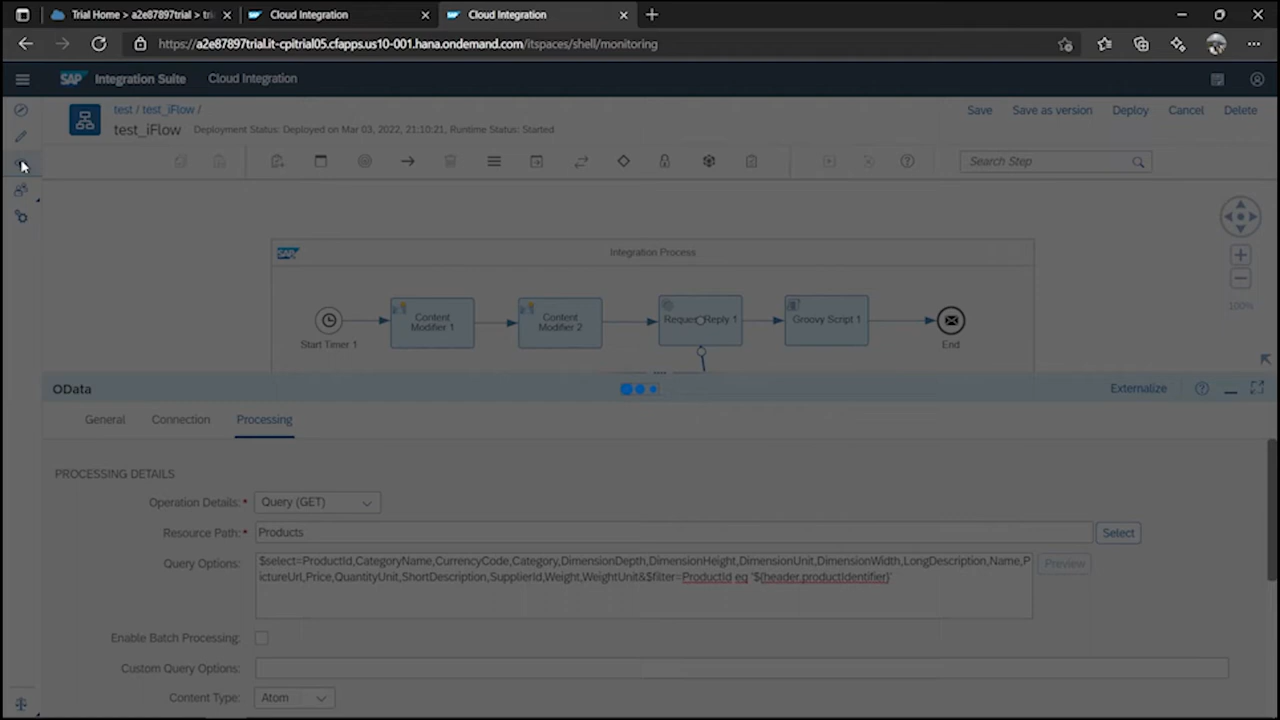 Trial Home > a2e87897trial > tri
Cloud Integration
Cloud Integration
https://a2e87897trial.it-cpitrial05.cfapps.us10-001.hana.ondemand.com/itspaces/shell/monitoring
SAP Integration Suite Cloud Integration
test / test_iFlow /
test_iFlow Deployment Status: Deployed on Mar 03, 2022, 21:10:21, Runtime Status: Started
Save Save as version Deploy Cancel Delete
Search Step
SAP Integration Process
Content
Modifier 1
Content
Modifier 2
Request Reply 1
Groovy Script 1
Start Timer 1
End
100%
OData
Externalize
General Connection Processing
PROCESSING DETAILS
Operation Details:* Query (GET)
Resource Path:* Products Select
Query Options: $select=ProductId,CategoryName,CurrencyCode,Category,DimensionDepth,DimensionHeight,DimensionUnit,DimensionWidth,LongDescription,Name,P
ictureUrl,Price,QuantityUnit,ShortDescription,SupplierId,Weight,WeightUnit&$filter=ProductId eq '${header.productIdentifier}'
Preview
Enable Batch Processing:
Custom Query Options:
Content Type: Atom